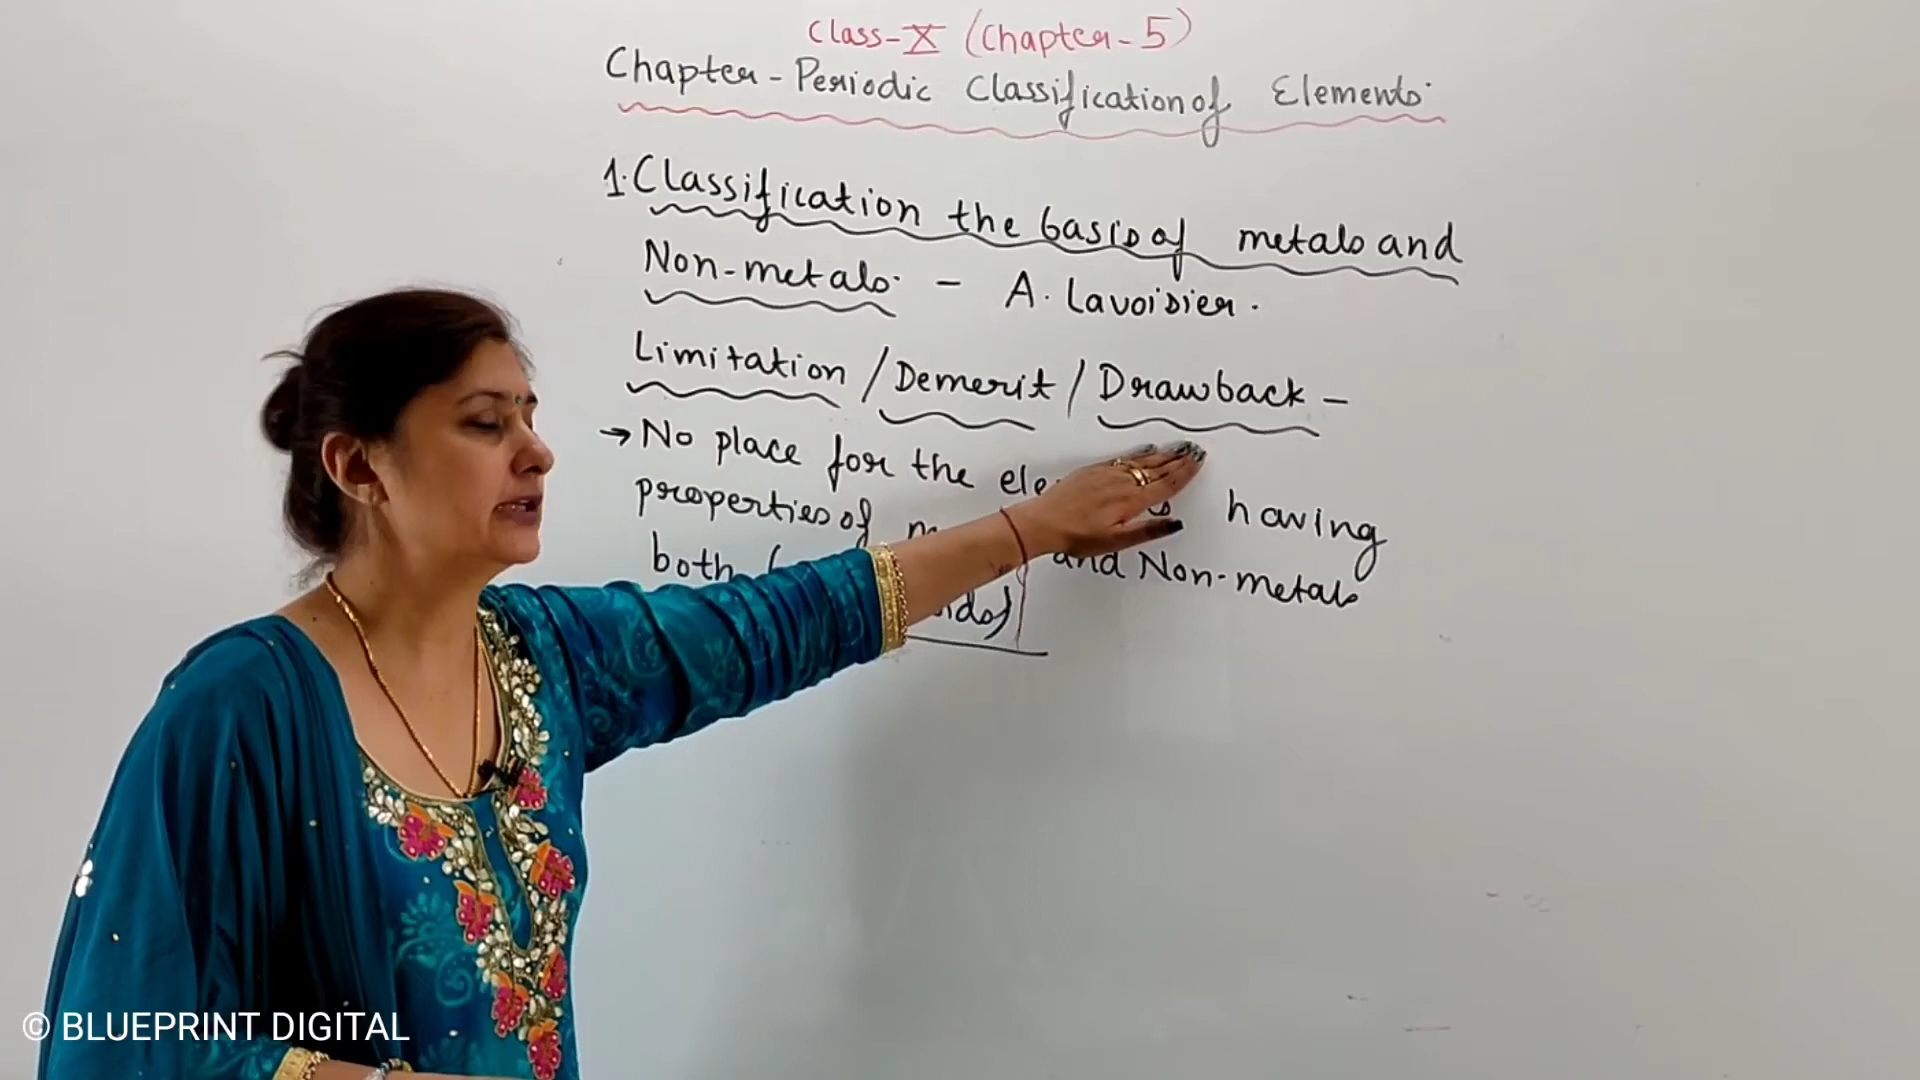 Class-X (Chapter-5)
Chapter-Periodic Classification of Elements.
1. Classification the basis of metals and
Non-metals. - A. Lavoisier.
Limitation / Demerit / Drawback -
→ No place for the having
properties of and Non-metals
both (
© BLUEPRINT DIGITAL